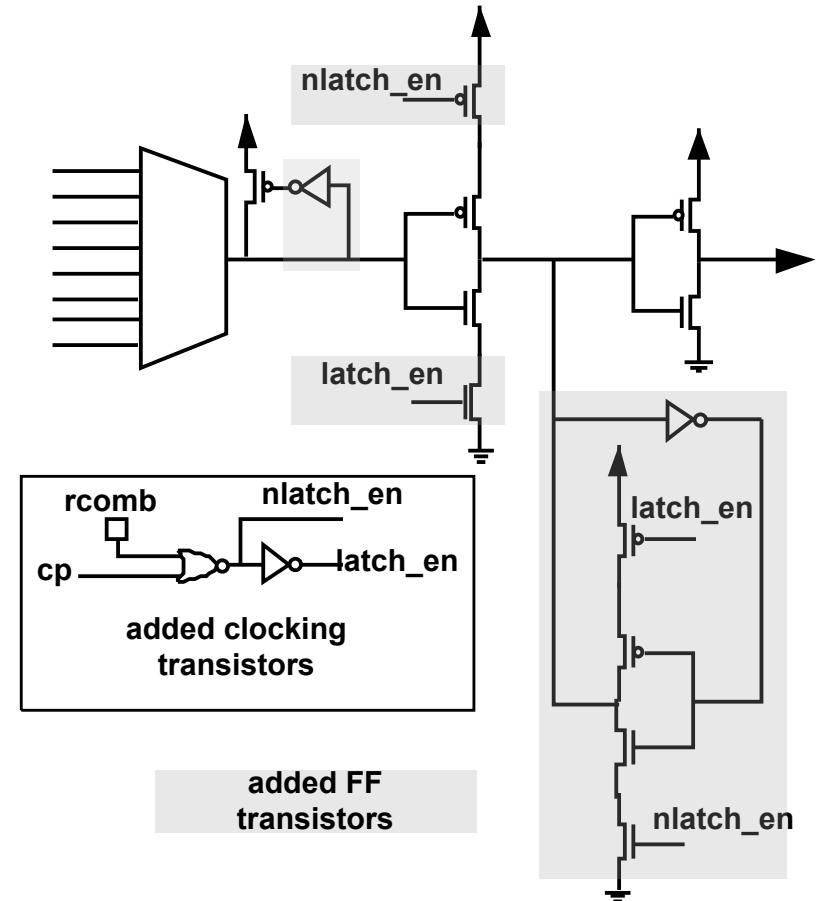 nlatch_en
latch_en
rcomb
nlatch_en
cp
latch_en
added clocking
transistors
latch_en
added FF
transistors
nlatch_en